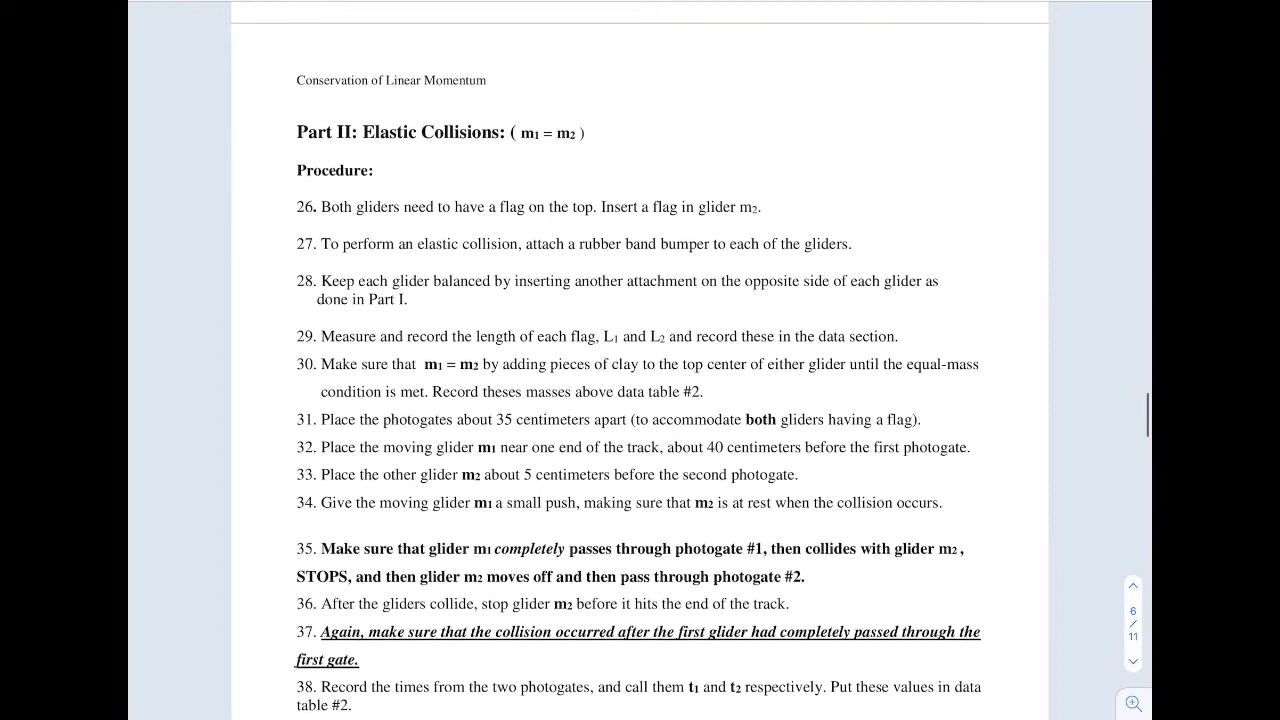 Conservation of Linear Momentum
Part II: Elastic Collisions: ( m1 = m2 )
Procedure:
26. Both gliders need to have a flag on the top. Insert a flag in glider m2.
27. To perform an elastic collision, attach a rubber band bumper to each of the gliders.
28. Keep each glider balanced by inserting another attachment on the opposite side of each glider as
done in Part I.
29. Measure and record the length of each flag, L1 and L2 and record these in the data section.
30. Make sure that m1 = m2 by adding pieces of clay to the top center of either glider until the equal-mass
condition is met. Record theses masses above data table #2.
31. Place the photogates about 35 centimeters apart (to accommodate both gliders having a flag).
32. Place the moving glider m1 near one end of the track, about 40 centimeters before the first photogate.
33. Place the other glider m2 about 5 centimeters before the second photogate.
34. Give the moving glider m1 a small push, making sure that m2 is at rest when the collision occurs.
35. Make sure that glider m1 completely passes through photogate #1, then collides with glider m2 ,
STOPS, and then glider m2 moves off and then pass through photogate #2.
36. After the gliders collide, stop glider m2 before it hits the end of the track.
37. Again, make sure that the collision occurred after the first glider had completely passed through the
first gate.
38. Record the times from the two photogates, and call them t1 and t2 respectively. Put these values in data
table #2.
6
/
11